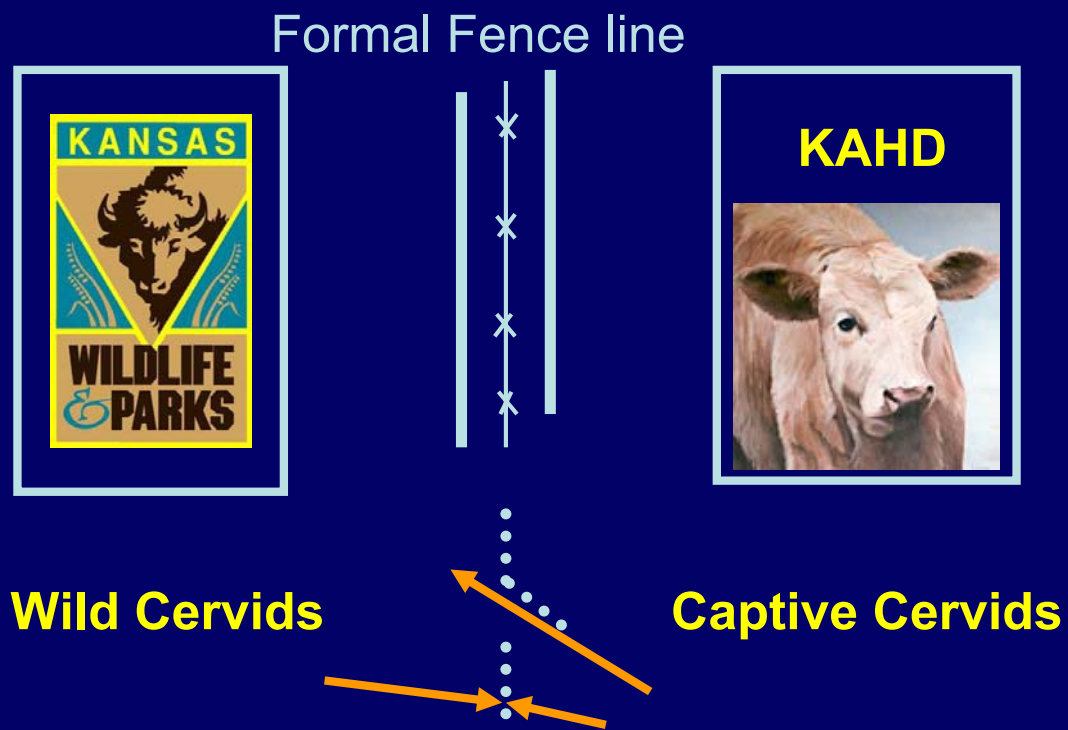 Formal Fence line
KANSAS
WILDLIFE
& PARKS
KAHD
Wild Cervids
Captive Cervids